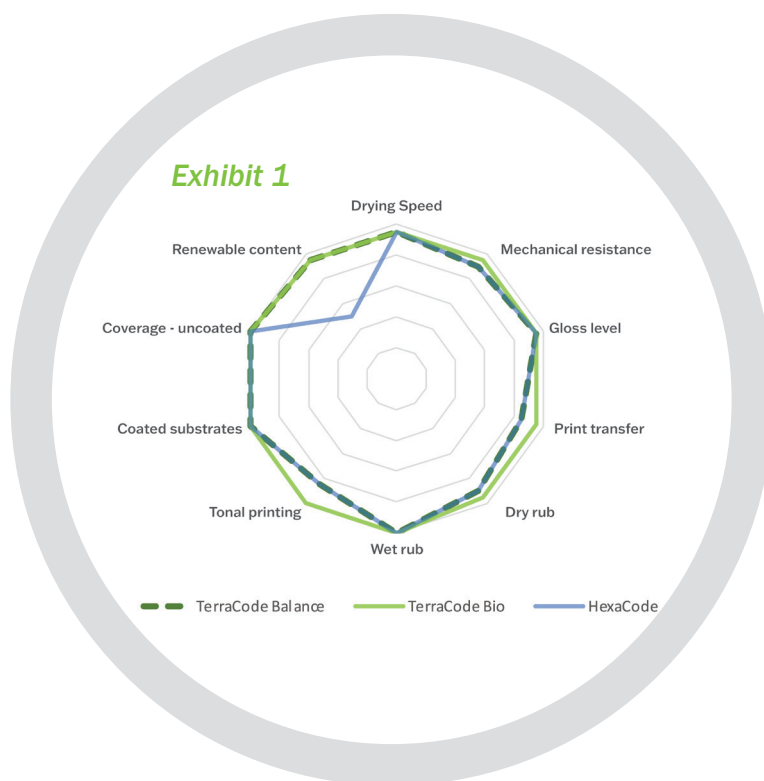 Exhibit 1
Drying Speed
Renewable content
Mechanical resistance
Coverage - uncoated
Gloss level
Coated substrates
Print transfer
Tonal printing
Dry rub
Wet rub
TerraCode Balance
TerraCode Bio
HexaCode